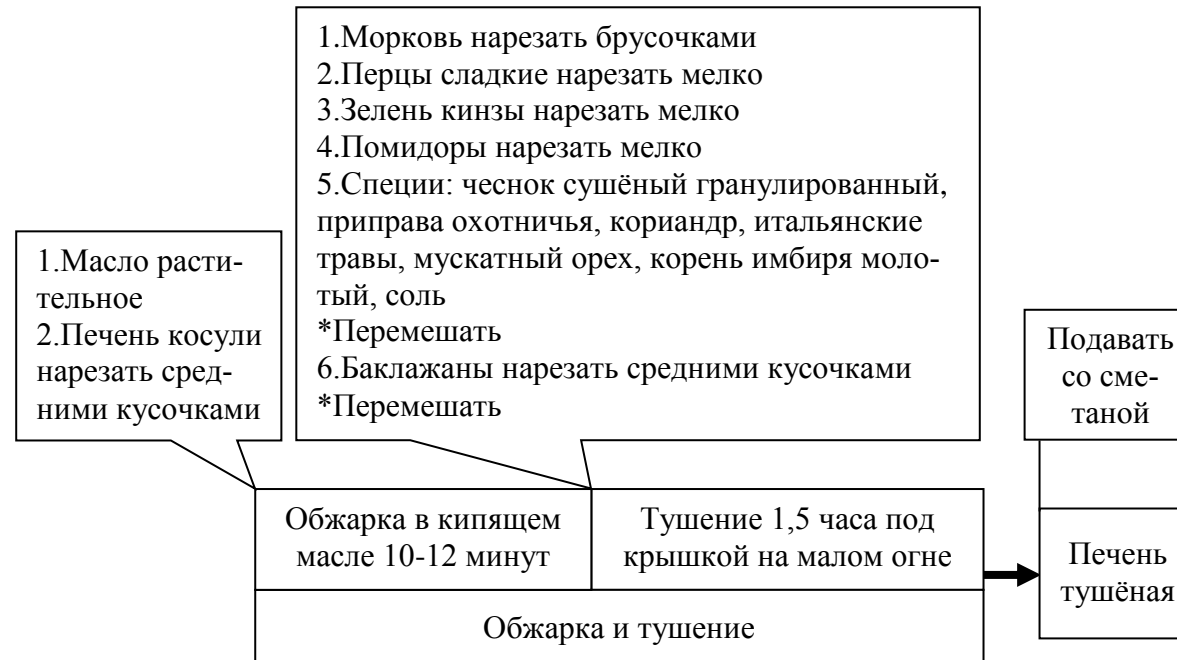 1.Морковь нарезать брусочками
2.Перцы сладкие нарезать мелко
3.Зелень кинзы нарезать мелко
4.Помидоры нарезать мелко
5.Специи: чеснок сушёный гранулированный,
приправа охотничья, кориандр, итальянские
травы, мускатный орех, корень имбиря моло-
тый, соль
*Перемешать
6.Баклажаны нарезать средними кусочками
*Перемешать
1.Масло расти-
тельное
2.Печень косули
нарезать сред-
ними кусочками
Подавать
со сме-
таной
Обжарка в кипящем
масле 10-12 минут
Тушение 1,5 часа под
крышкой на малом огне
Печень
тушёная
Обжарка и тушение